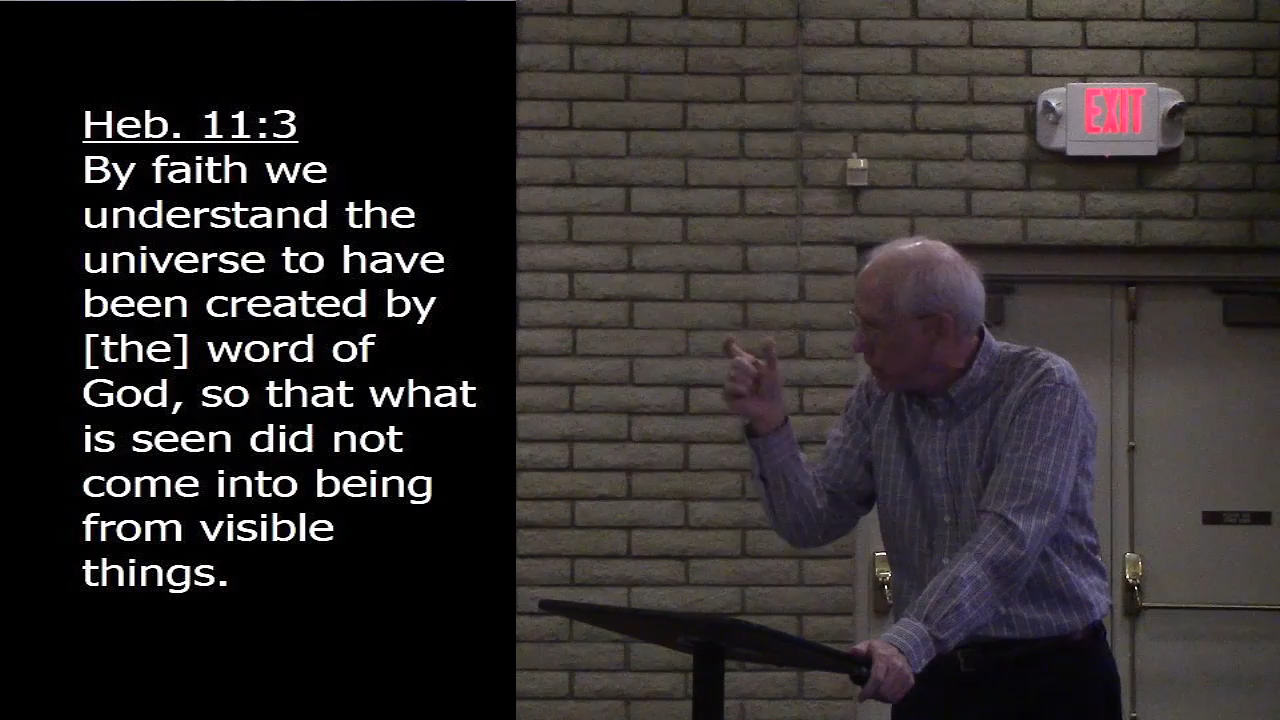 Heb. 11:3
By faith we
understand the
universe to have
been created by
[the] word of
God, so that what
is seen did not
come into being
from visible
things.
EXIT